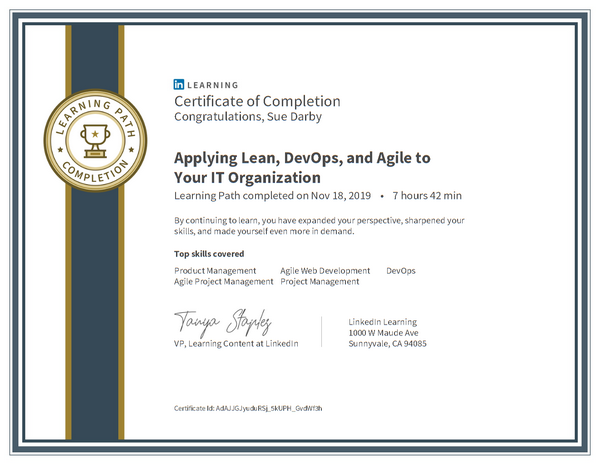 LEARNING PATH
COMPLETION
in LEARNING
Certificate of Completion
Congratulations, Sue Darby
Applying Lean, DevOps, and Agile to
Your IT Organization
Learning Path completed on Nov 18, 2019 • 7 hours 42 min
By continuing to learn, you have expanded your perspective, sharpened your
skills, and made yourself even more in demand.
Top skills covered
Product Management Agile Web Development DevOps
Agile Project Management Project Management
Tanya Staples
VP, Learning Content at LinkedIn
LinkedIn Learning
1000 W Maude Ave
Sunnyvale, CA 94085
Certificate Id: